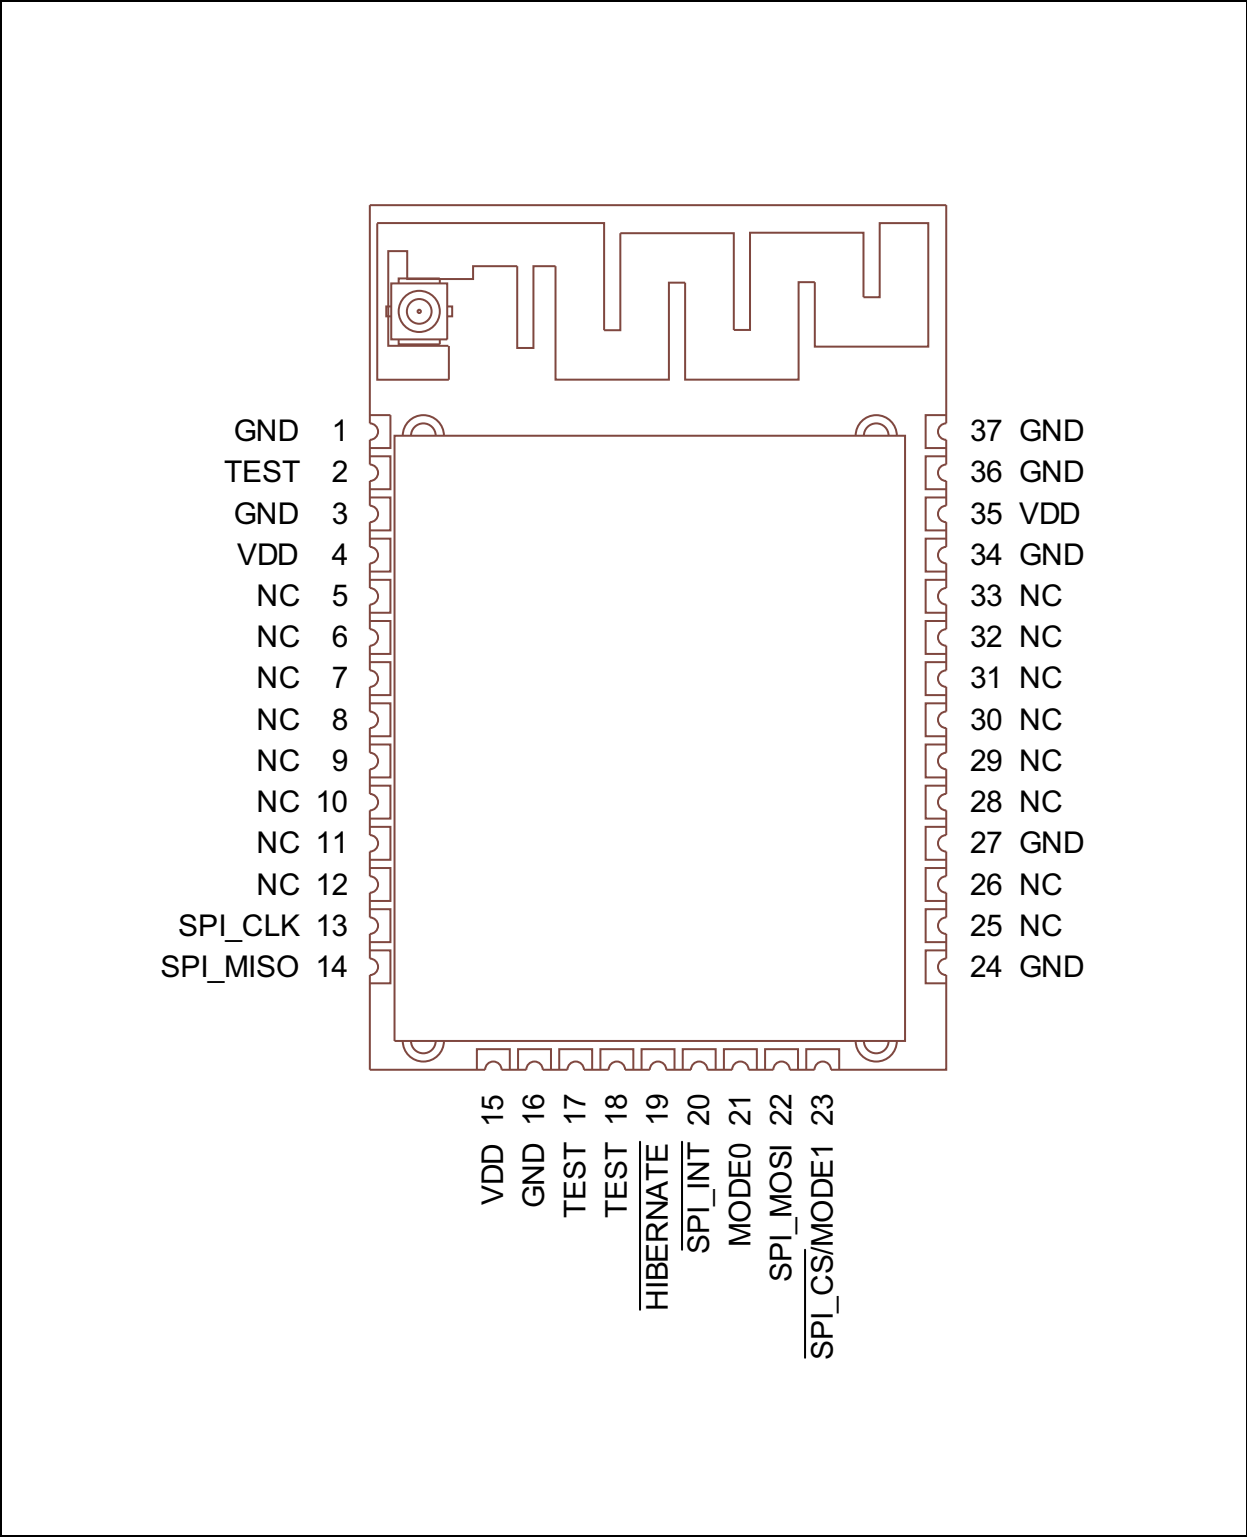 GND 1
TEST 2
GND 3
VDD 4
NC 5
NC 6
NC 7
NC 8
NC 9
NC 10
NC 11
NC 12
SPI_CLK 13
SPI_MISO 14
VDD 15
GND 16
TEST 17
TEST 18
HIBERNATE 19
SPI_INT 20
MODE0 21
SPI_MOSI 22
SPI_CS/MODE1 23
37 GND
36 GND
35 VDD
34 GND
33 NC
32 NC
31 NC
30 NC
29 NC
28 NC
27 GND
26 NC
25 NC
24 GND